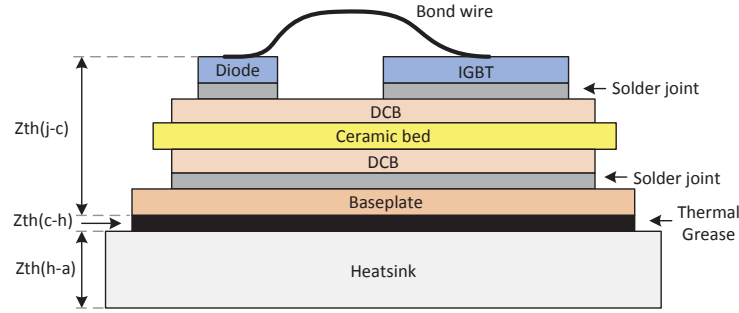 Bond wire
Diode
IGBT
Solder joint
DCB
Zth(j-c)
Ceramic bed
DCB
Solder joint
Baseplate
Zth(c-h)
Thermal
Grease
Zth(h-a)
Heatsink